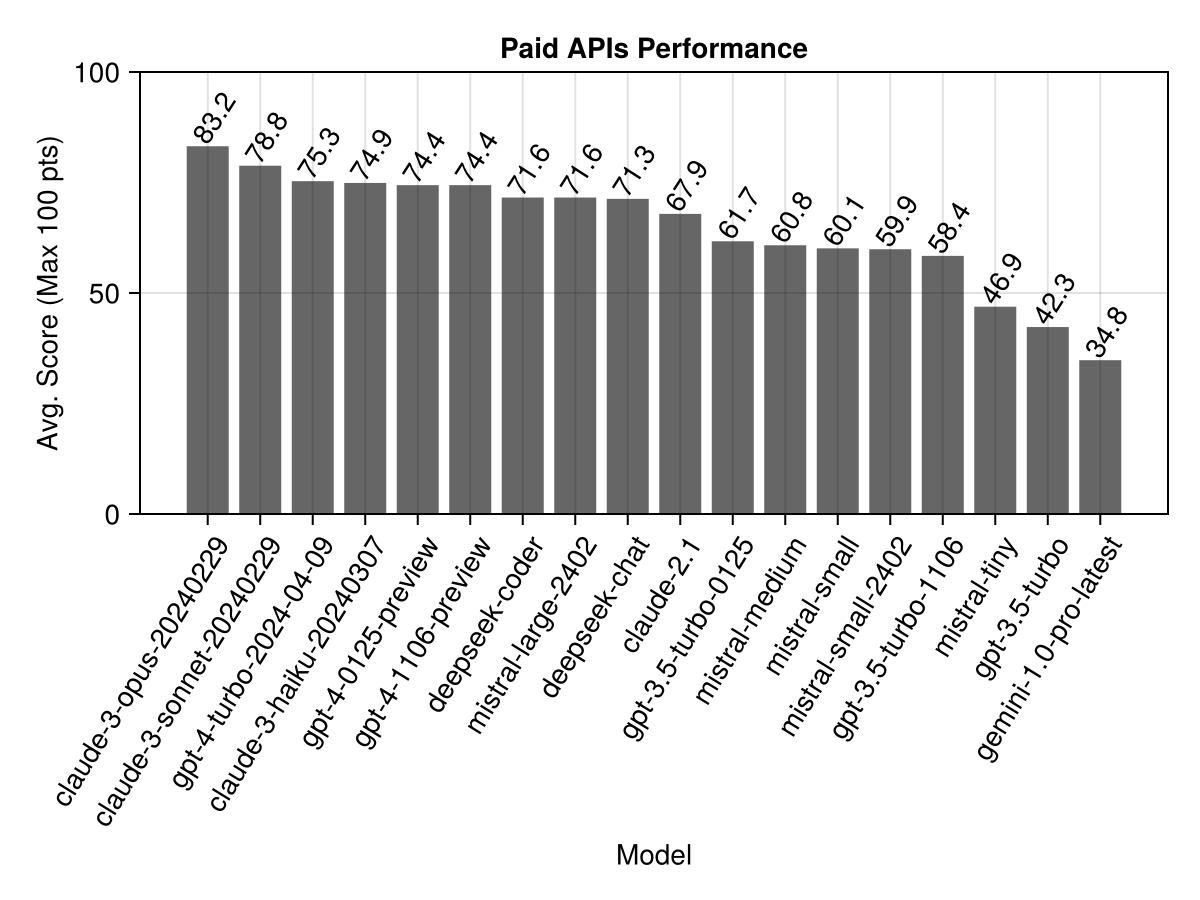 Paid APIs Performance
Avg. Score (Max 100 pts)
100
50
0
83.2
78.8
75.3
74.9
74.4
74.4
71.6
71.6
71.3
67.9
61.7
60.8
60.1
59.9
58.4
46.9
42.3
34.8
claude-3-opus-20240229
claude-3-sonnet-20240229
gpt-4-turbo-2024-04-09
claude-3-haiku-20240307
gpt-4-0125-preview
gpt-4-1106-preview
deepseek-coder
mistral-large-2402
deepseek-chat
claude-2.1
gpt-3.5-turbo-0125
mistral-medium
mistral-small
mistral-small-2402
gpt-3.5-turbo-1106
mistral-tiny
gpt-3.5-turbo
gemini-1.0-pro-latest
Model